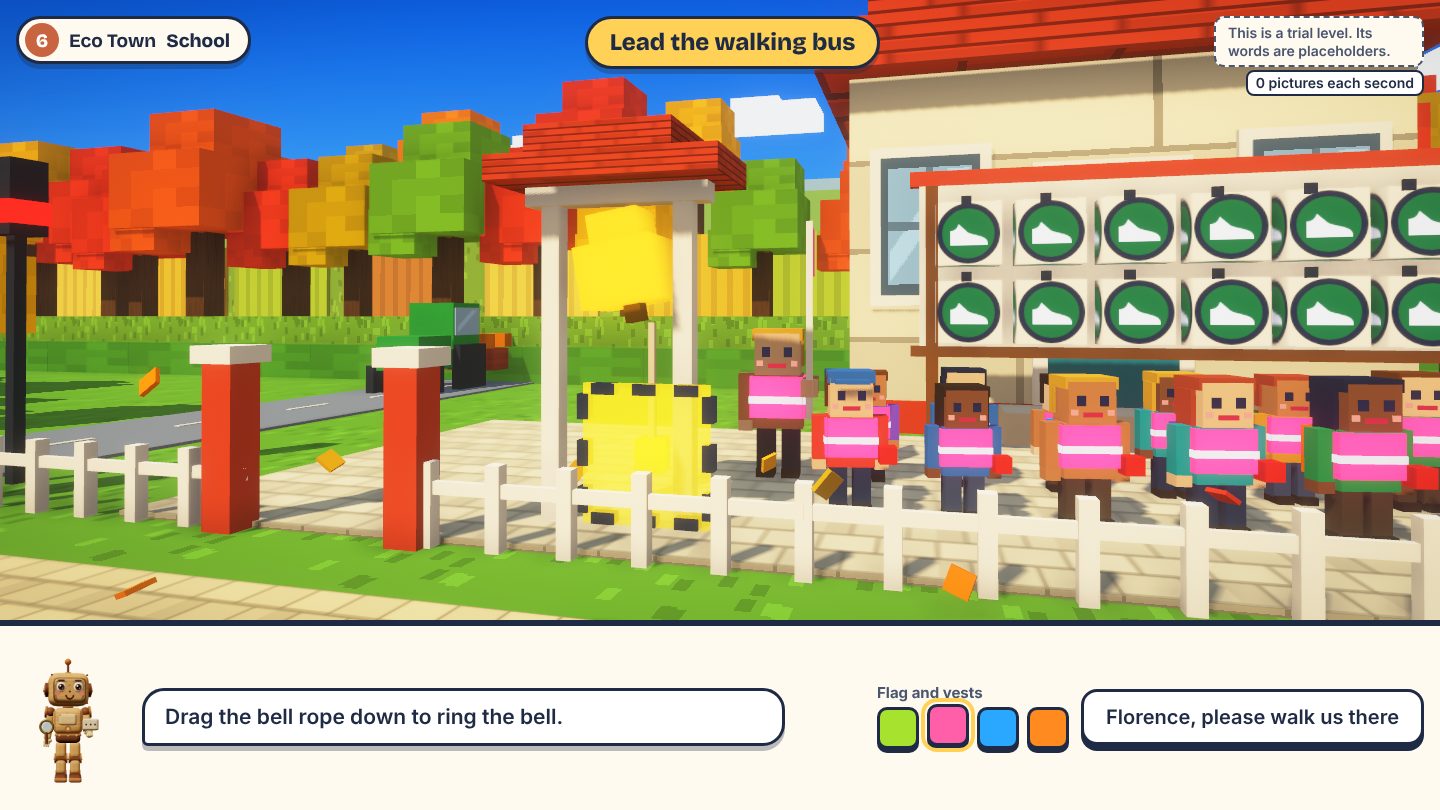 6 Eco Town School
Lead the walking bus
This is a trial level. Its
words are placeholders.
0 pictures each second
Drag the bell rope down to ring the bell.
Flag and vests
Florence, please walk us there